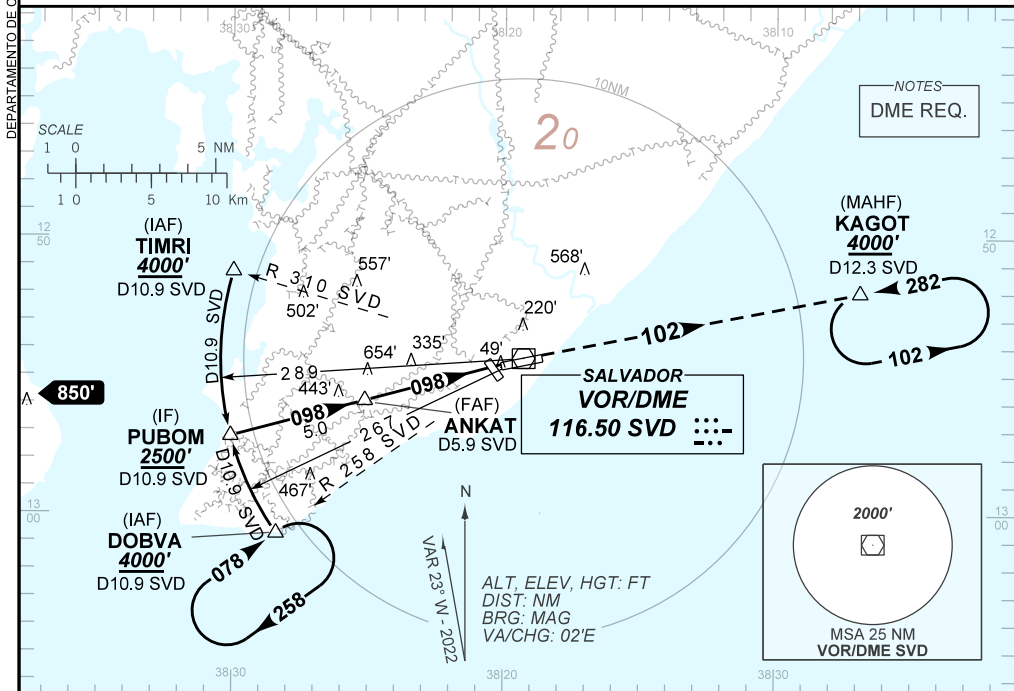 DEPARTAMENTO DE C
38 30
38 20
38 10
10NM
NOTES
DME REQ.
SCALE
1 0 5 NM
1 0 5 10 Km
20
(IAF)
TIMRI
4000'
D10.9 SVD
12
50
12
50
(MAHF)
KAGOT
4000'
D12.3 SVD
568'
557'
R 310 SVD
502'
282
102
220'
102
D10.9 SVD
335'
654'
49'
289
443'
098
098
5.0
267
R 258 SVD
(FAF)
ANKAT
D5.9 SVD
SALVADOR
VOR/DME
116.50 SVD
850'
(IF)
PUBOM
2500'
D10.9 SVD
D10.9 SVD
467'
13
00
13
00
(IAF)
DOBVA
4000'
D10.9 SVD
078
258
N
VAR 23° W - 2022
ALT, ELEV, HGT: FT
DIST: NM
BRG: MAG
VA/CHG: 02'E
2000'
MSA 25 NM
VOR/DME SVD
38 30
38 20
38 30